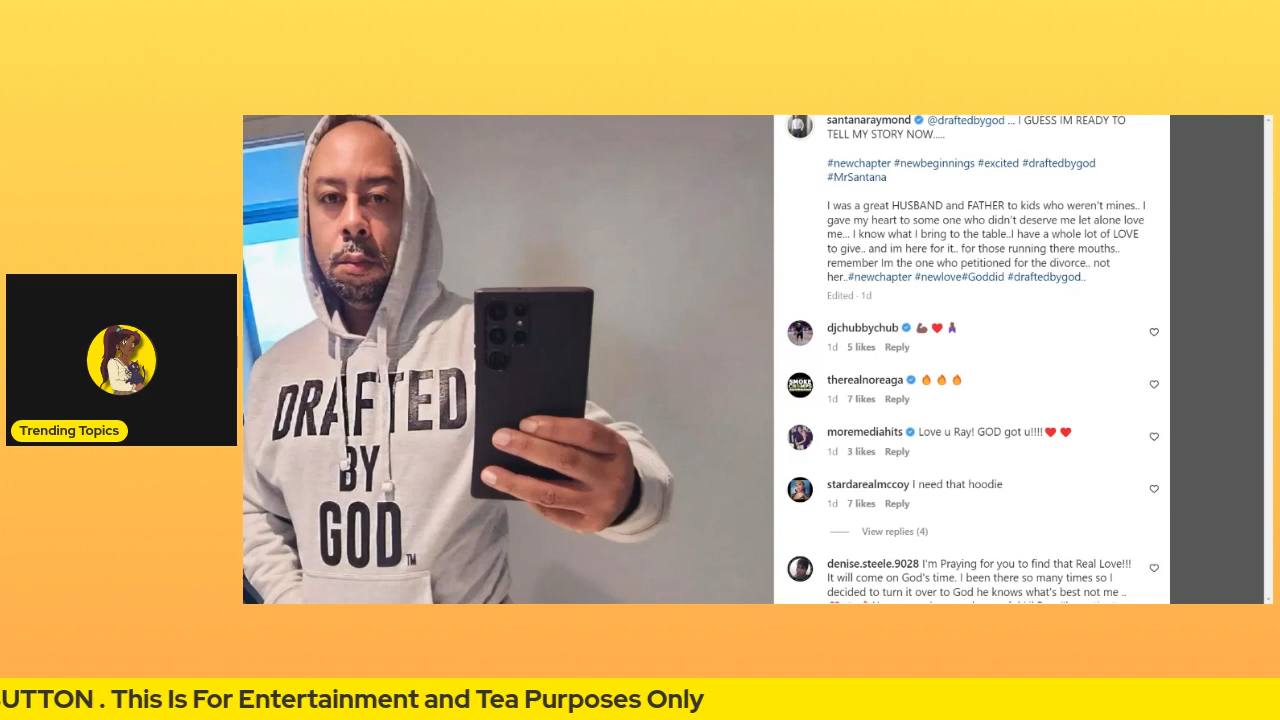 DRAFTED
BY
GOD
TM
Trending Topics
santanaraymond @draftedbygod ... I GUESS IM READY TO
TELL MY STORY NOW.....
#newchapter #newbeginnings #excited #draftedbygod
#MrSantana
I was a great HUSBAND and FATHER to kids who weren't mines.. I
gave my heart to some one who didn't deserve me let alone love
me... I know what I bring to the table..I have a whole lot of LOVE
to give.. and im here for it.. for those running there mouths..
remember Im the one who petitioned for the divorce.. not
her..#newchapter #newlove#Goddid #draftedbygod..
Edited · 1d
djchubbychub 💪🏿 ❤️ 🙏🏿
1d 5 likes Reply
therealnoreaga 🔥 🔥 🔥
1d 7 likes Reply
moremediahits Love u Ray! GOD got u!!!!❤️ ❤️
1d 3 likes Reply
stardarealmccoy I need that hoodie
1d 7 likes Reply
View replies (4)
denise.steele.9028 I'm Praying for you to find that Real Love!!!
It will come on God's time. I been there so many times so I
decided to turn it over to God he knows what's best not me ..
UTTON . This Is For Entertainment and Tea Purposes Only